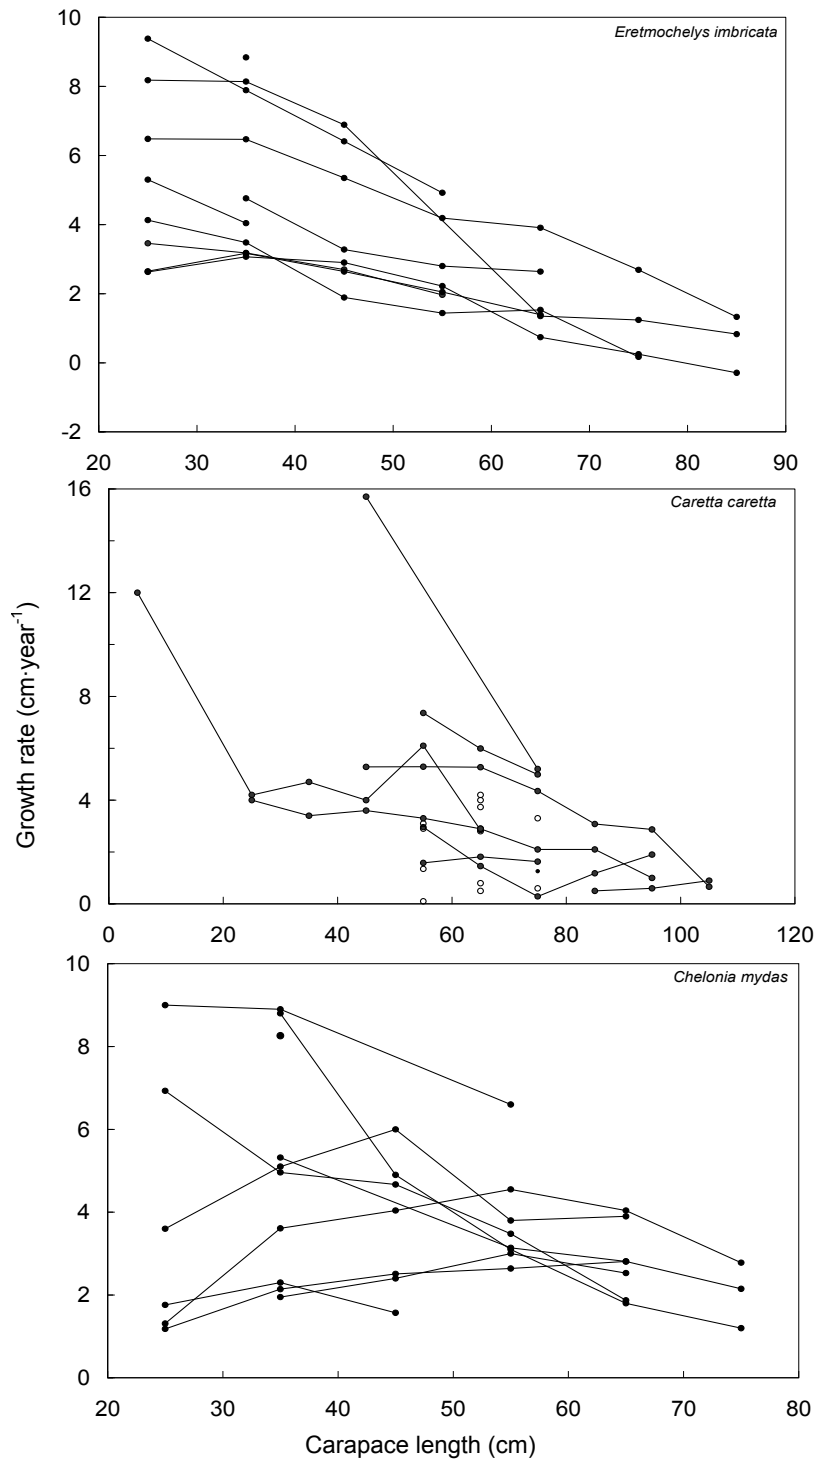 Eretmochelys imbricata
10
8
6
4
2
0
-2
20 30 40 50 60 70 80 90
Caretta caretta
16
12
8
4
0
0 20 40 60 80 100 120
Growth rate (cm·year-1)
Chelonia mydas
10
8
6
4
2
0
20 30 40 50 60 70 80
Carapace length (cm)